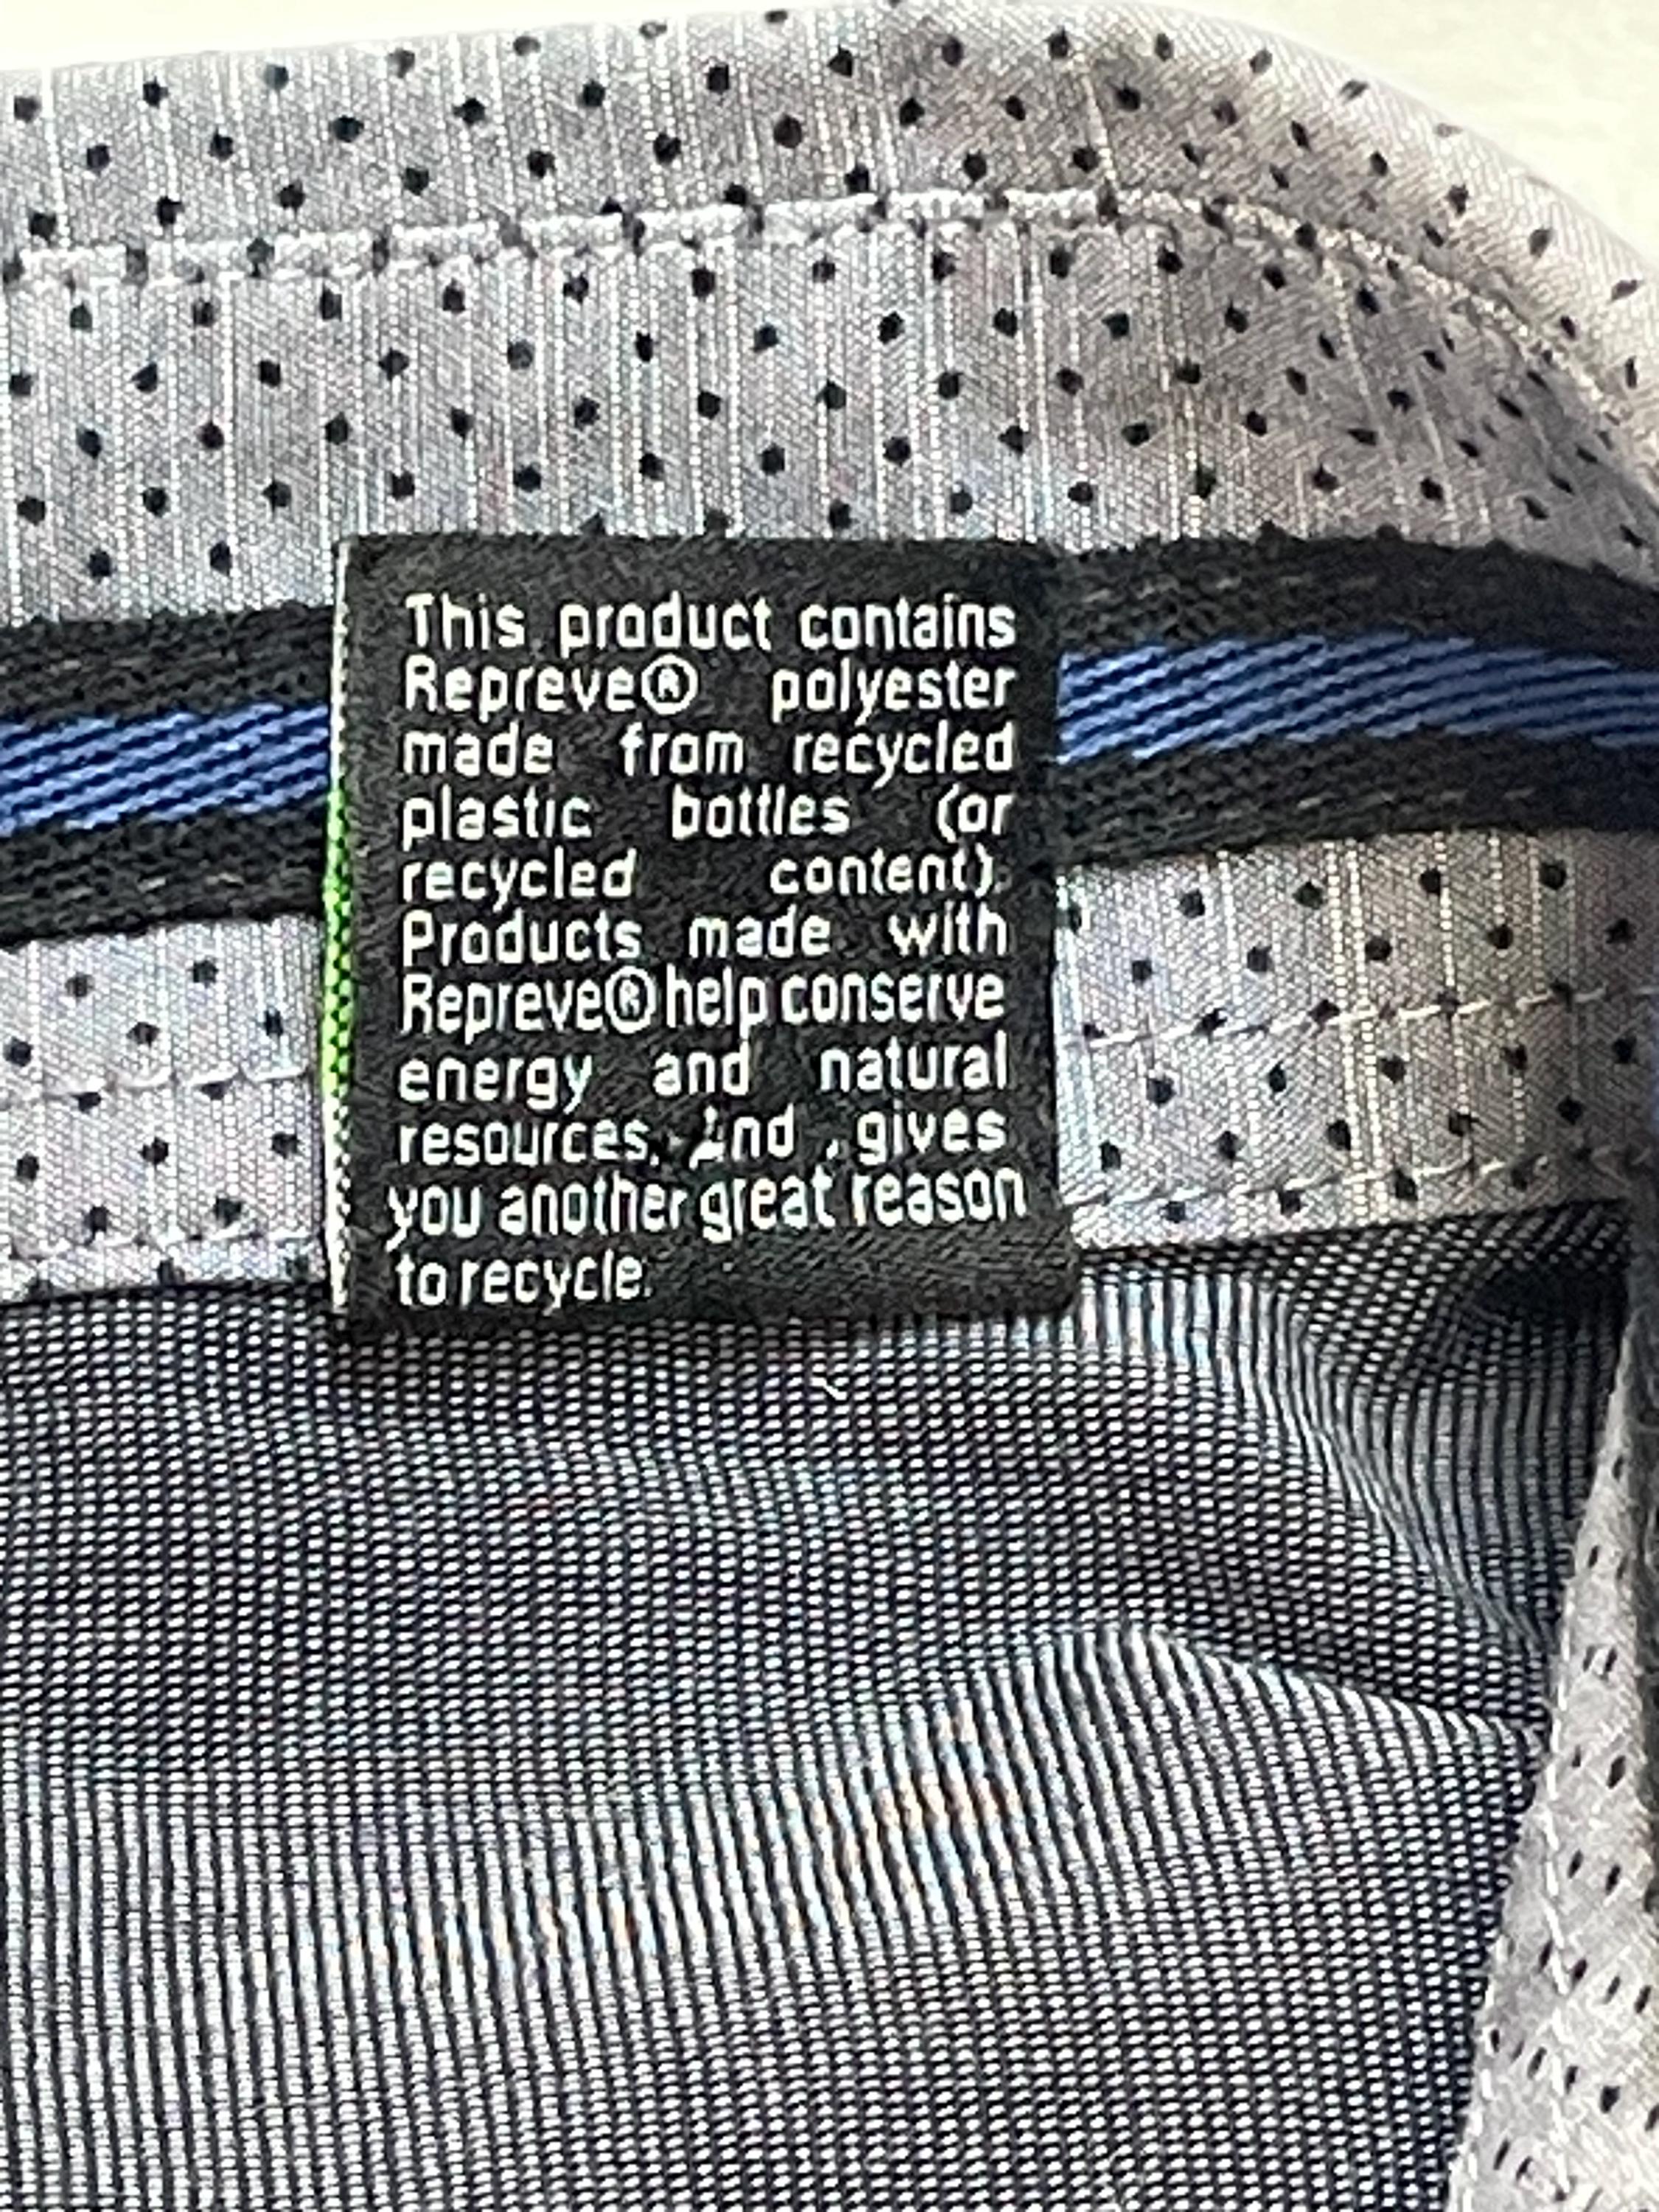 This product contains
Repreve® polyester
made from recycled
plastic bottles (or
recycled content).
Products made with
Repreve® help conserve
energy and natural
resources, and gives
you another great reason
to recycle.